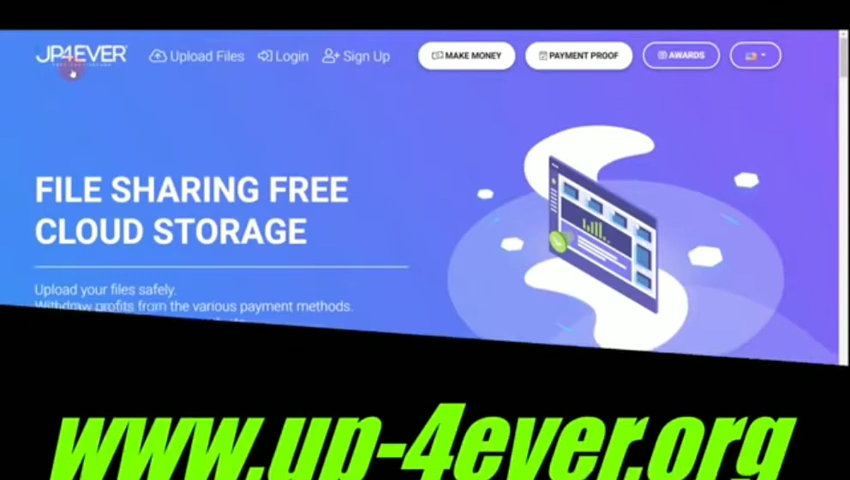 UP4EVER
Upload Files
Login
Sign Up
MAKE MONEY
PAYMENT PROOF
AWARDS
FILE SHARING FREE
CLOUD STORAGE
Upload your files safely.
Withdraw profits from the various payment methods.
www.up-4ever.org